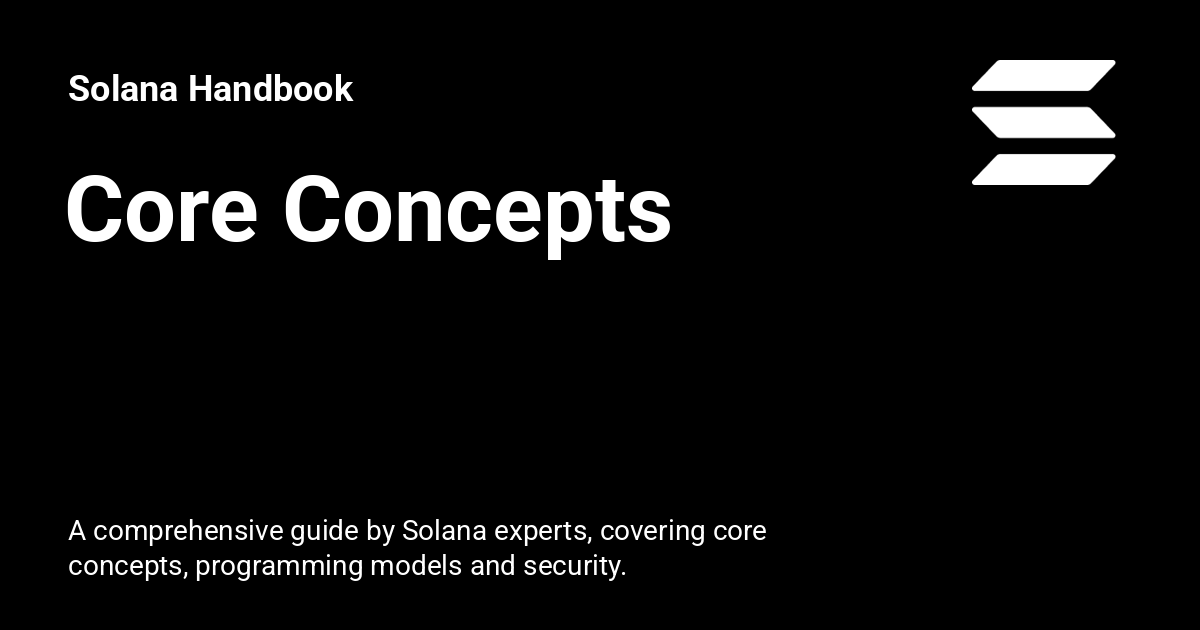 Solana Handbook
Core Concepts
A comprehensive guide by Solana experts, covering core
concepts, programming models and security.